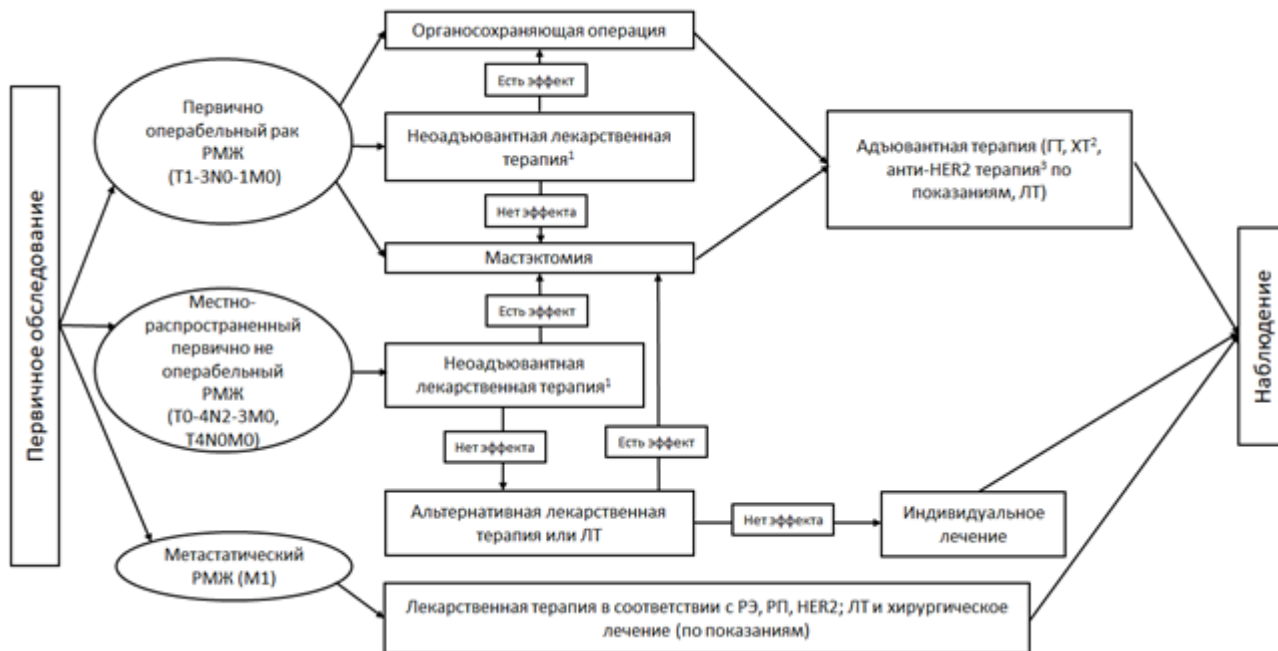 Первичное обследование
Первично
операбельный рак
РМЖ
(T1-3N0-1M0)
Местно-
распространенный
первично не
операбельный
РМЖ
(T0-4N2-3M0,
T4N0M0)
Метастатический
РМЖ (M1)
Органосохраняющая операция
Есть эффект
Неоадъювантная лекарственная
терапия¹
Нет эффекта
Мастэктомия
Есть эффект
Неоадъювантная
лекарственная терапия¹
Нет эффекта
Есть эффект
Альтернативная лекарственная
терапия или ЛТ
Нет эффекта
Индивидуальное
лечение
Лекарственная терапия в соответствии с РЭ, РП, HER2; ЛТ и хирургическое
лечение (по показаниям)
Адъювантная терапия (ГТ, ХТ²,
анти-HER2 терапия³ по
показаниям, ЛТ)
Наблюдение